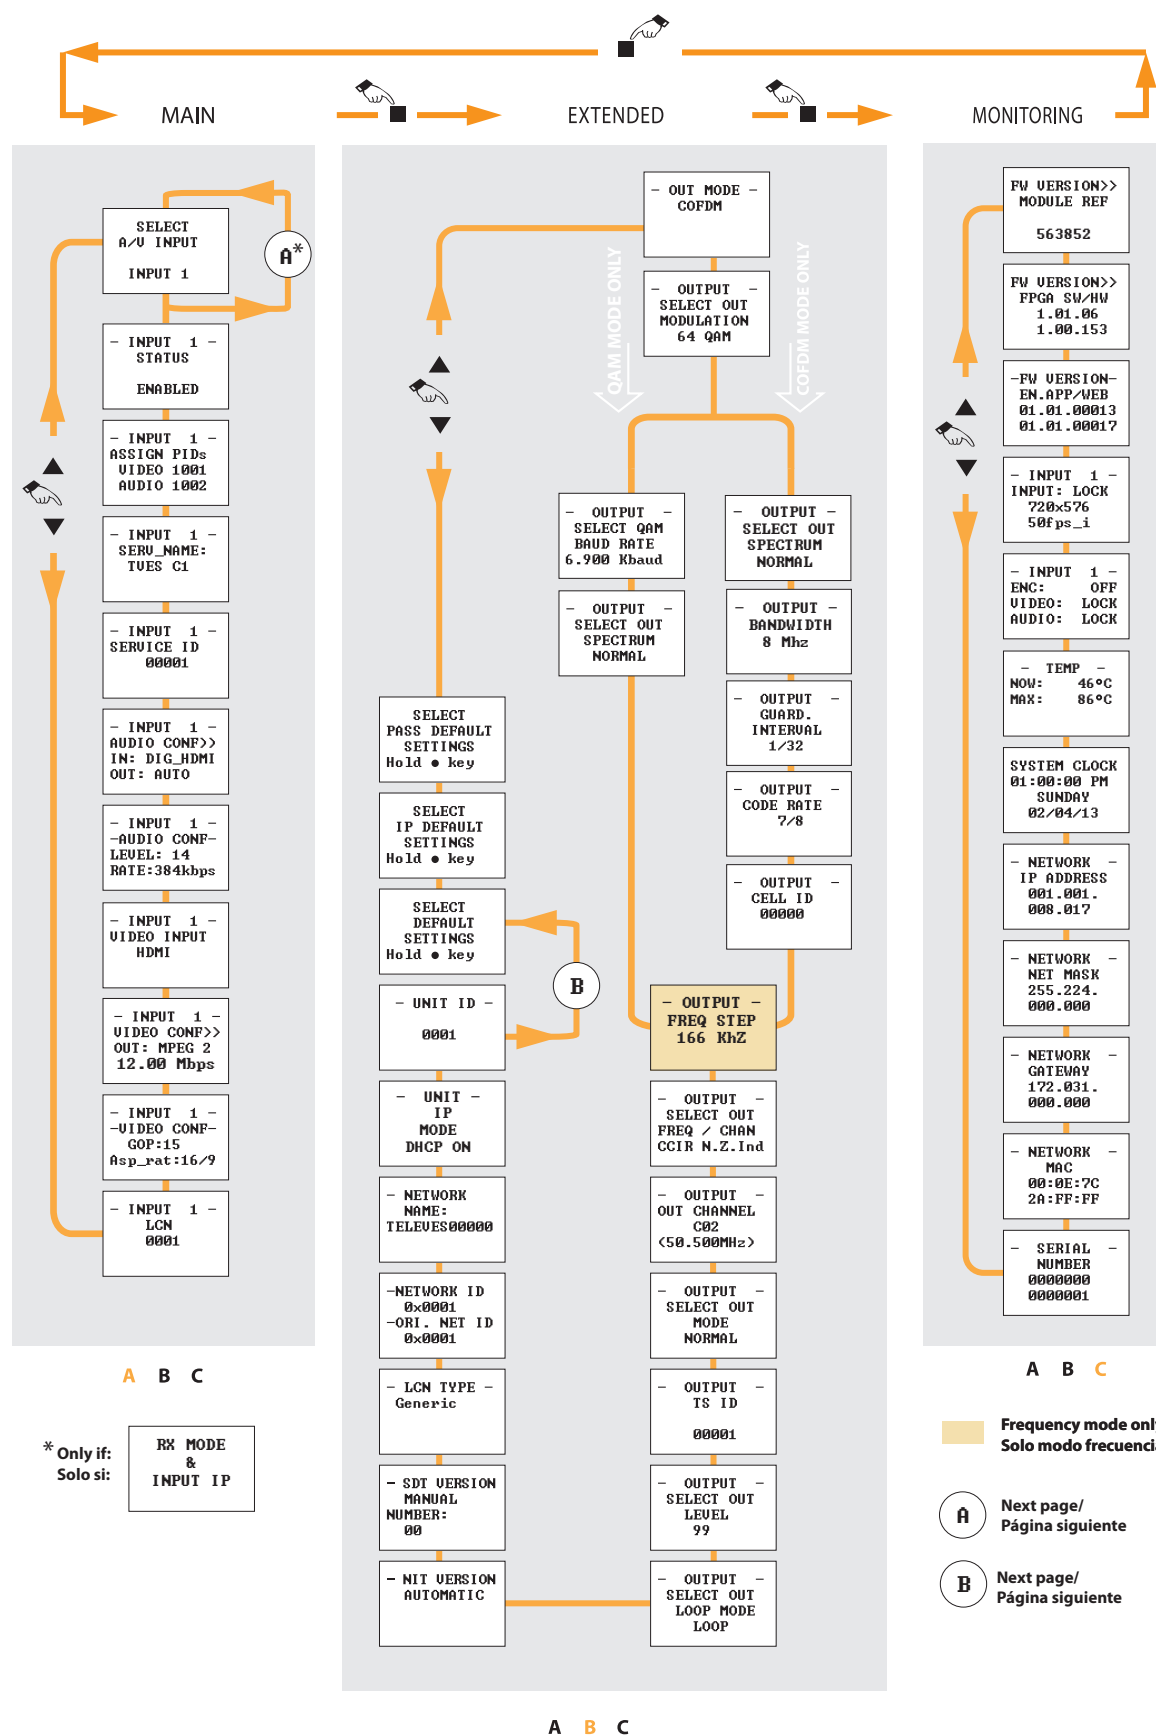 MAIN
EXTENDED
MONITORING
SELECT
A/V INPUT
INPUT 1
A*
- INPUT 1 -
STATUS
ENABLED
- INPUT 1 -
ASSIGN PIDs
VIDEO 1001
AUDIO 1002
- INPUT 1 -
SERV_NAME:
TVES C1
- INPUT 1 -
SERVICE ID
00001
- INPUT 1 -
AUDIO CONF>>
IN: DIG_HDMI
OUT: AUTO
- INPUT 1 -
-AUDIO CONF-
LEVEL: 14
RATE:384kbps
- INPUT 1 -
VIDEO INPUT
HDMI
- INPUT 1 -
VIDEO CONF>>
OUT: MPEG 2
12.00 Mbps
- INPUT 1 -
-VIDEO CONF-
GOP:15
Asp_rat:16/9
- INPUT 1 -
LCN
0001
A B C
* Only if:
Solo si:
RX MODE
&
INPUT IP
- OUT MODE -
COFDM
- OUTPUT -
SELECT OUT
MODULATION
64 QAM
QAM MODE ONLY
COFDM MODE ONLY
- OUTPUT -
SELECT QAM
BAUD RATE
6.900 Kbaud
- OUTPUT -
SELECT OUT
SPECTRUM
NORMAL
- OUTPUT -
SELECT OUT
SPECTRUM
NORMAL
- OUTPUT -
BANDWIDTH
8 Mhz
- OUTPUT -
GUARD.
INTERVAL
1/32
- OUTPUT -
CODE RATE
7/8
- OUTPUT -
CELL ID
00000
- OUTPUT -
FREQ STEP
166 KhZ
- OUTPUT -
SELECT OUT
FREQ / CHAN
CCIR N.Z.Ind
- OUTPUT -
OUT CHANNEL
C02
(50.500MHz)
- OUTPUT -
SELECT OUT
MODE
NORMAL
- OUTPUT -
TS ID
00001
- OUTPUT -
SELECT OUT
LEVEL
99
- OUTPUT -
SELECT OUT
LOOP MODE
LOOP
SELECT
PASS DEFAULT
SETTINGS
Hold ● key
SELECT
IP DEFAULT
SETTINGS
Hold ● key
SELECT
DEFAULT
SETTINGS
Hold ● key
B
- UNIT ID -
0001
- UNIT -
IP
MODE
DHCP ON
- NETWORK
NAME:
TELEVES00000
-NETWORK ID
0x0001
-ORI. NET ID
0x0001
- LCN TYPE -
Generic
- SDT VERSION
MANUAL
NUMBER:
00
- NIT VERSION
AUTOMATIC
A B C
FW VERSION>>
MODULE REF
563852
FW VERSION>>
FPGA SW/HW
1.01.06
1.00.153
-FW VERSION-
EN.APP/WEB
01.01.00013
01.01.00017
- INPUT 1 -
INPUT: LOCK
720x576
50fps_i
- INPUT 1 -
ENC: OFF
VIDEO: LOCK
AUDIO: LOCK
- TEMP -
NOW: 46ºC
MAX: 86ºC
SYSTEM CLOCK
01:00:00 PM
SUNDAY
02/04/13
- NETWORK -
IP ADDRESS
001.001.
008.017
- NETWORK -
NET MASK
255.224.
000.000
- NETWORK -
GATEWAY
172.031.
000.000
- NETWORK -
MAC
00:0E:7C
2A:FF:FF
- SERIAL -
NUMBER
0000000
0000001
A B C
Frequency mode onl
Solo modo frecuenci
A
Next page/
Página siguiente
B
Next page/
Página siguiente